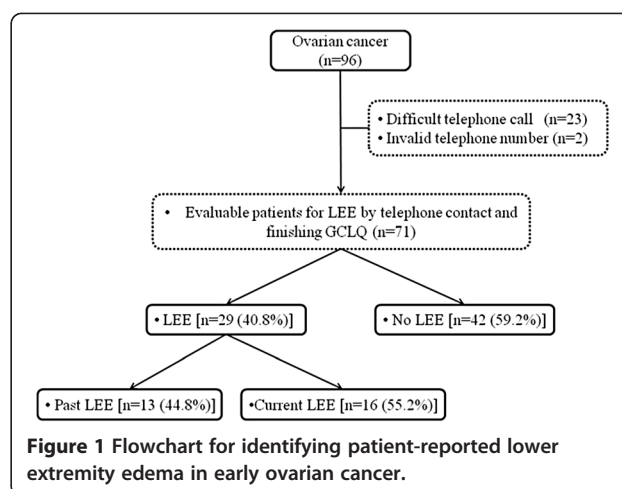 Ovarian cancer
(n=96)
• Difficult telephone call (n=23)
• Invalid telephone number (n=2)
• Evaluable patients for LEE by telephone contact and
finishing GCLQ (n=71)
• LEE [n=29 (40.8%)]
• No LEE [n=42 (59.2%)]
• Past LEE [n=13 (44.8%)]
•Current LEE [n=16 (55.2%)]
Figure 1 Flowchart for identifying patient-reported lower
extremity edema in early ovarian cancer.